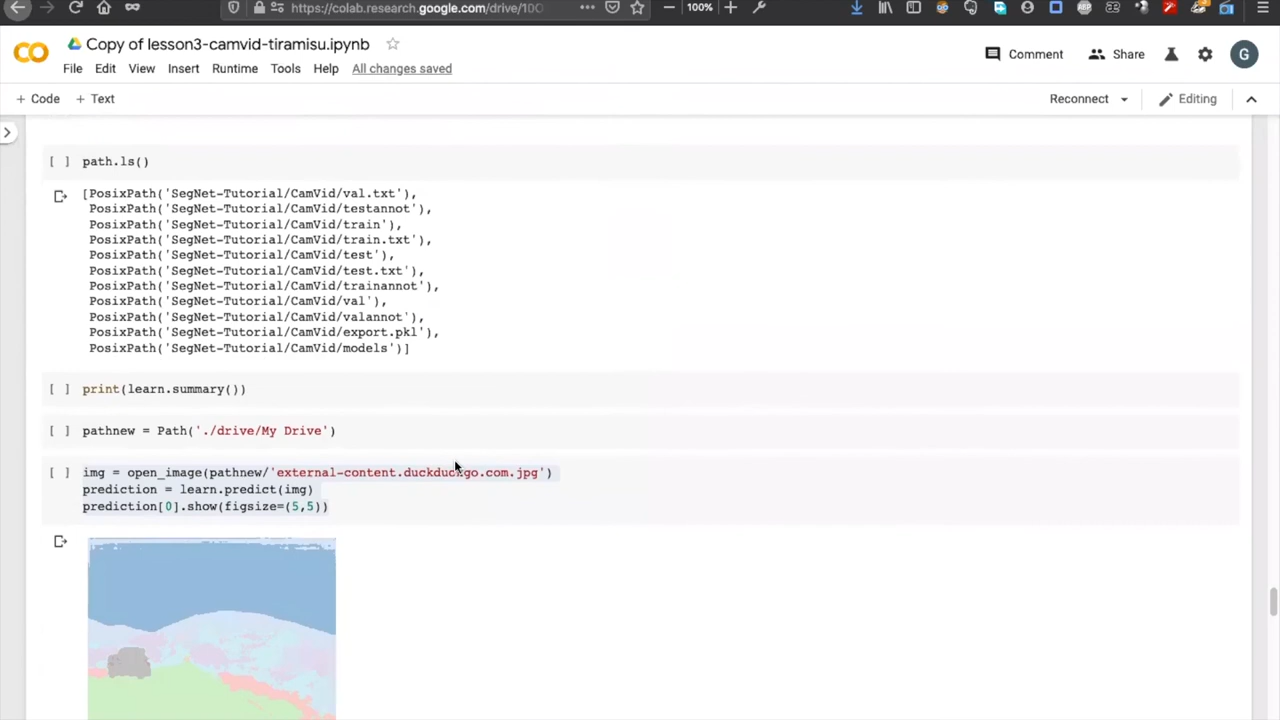 https://colab.research.google.com/drive/10C
100%
Copy of lesson3-camvid-tiramisu.ipynb
Comment
Share
G
File Edit View Insert Runtime Tools Help All changes saved
+ Code + Text
Reconnect
Editing
[ ] path.ls()
[PosixPath('SegNet-Tutorial/CamVid/val.txt'),
PosixPath('SegNet-Tutorial/CamVid/testannot'),
PosixPath('SegNet-Tutorial/CamVid/train'),
PosixPath('SegNet-Tutorial/CamVid/train.txt'),
PosixPath('SegNet-Tutorial/CamVid/test'),
PosixPath('SegNet-Tutorial/CamVid/test.txt'),
PosixPath('SegNet-Tutorial/CamVid/trainannot'),
PosixPath('SegNet-Tutorial/CamVid/val'),
PosixPath('SegNet-Tutorial/CamVid/valannot'),
PosixPath('SegNet-Tutorial/CamVid/export.pkl'),
PosixPath('SegNet-Tutorial/CamVid/models')]
[ ] print(learn.summary())
[ ] pathnew = Path('./drive/My Drive')
[ ] img = open_image(pathnew/'external-content.duckduckgo.com.jpg')
prediction = learn.predict(img)
prediction[0].show(figsize=(5,5))